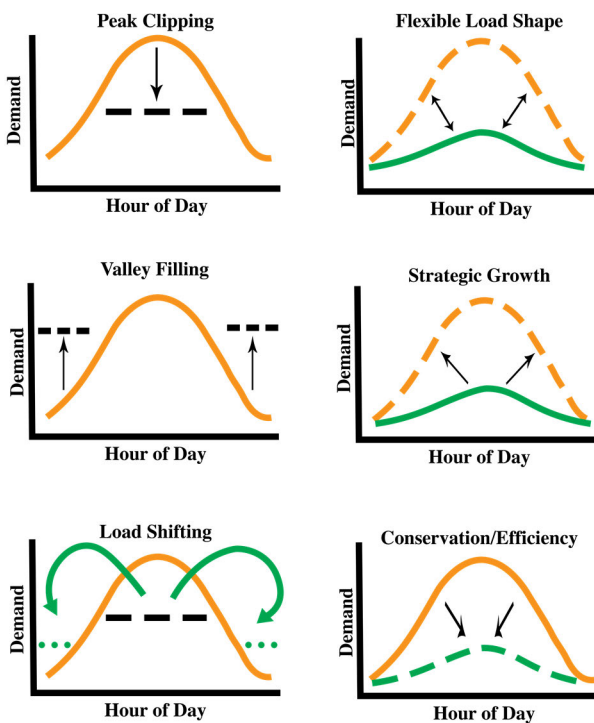 Peak Clipping
Demand
Hour of Day
Flexible Load Shape
Demand
Hour of Day
Valley Filling
Demand
Hour of Day
Strategic Growth
Demand
Hour of Day
Load Shifting
Demand
Hour of Day
Conservation/Efficiency
Demand
Hour of Day